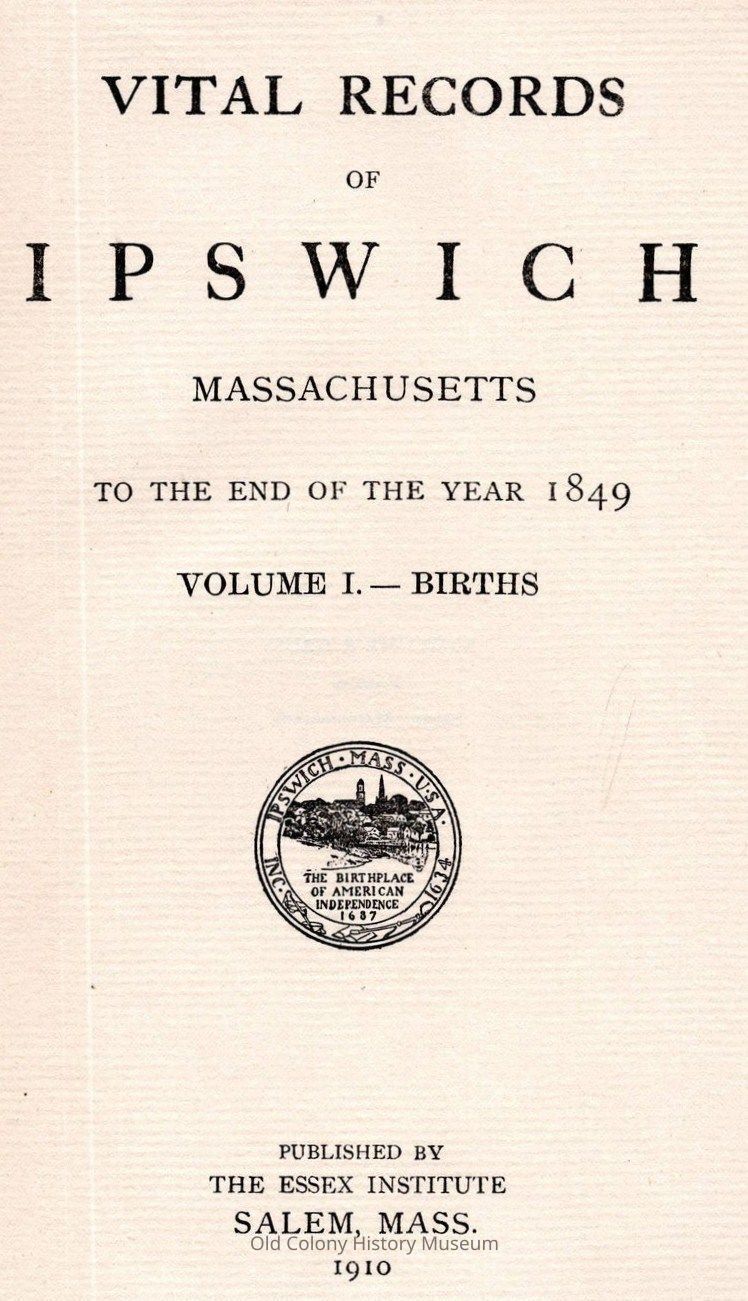 VITAL RECORDS
OF
IPSWICH
MASSACHUSETTS
TO THE END OF THE YEAR 1849
VOLUME I. — BIRTHS
IPSWICH · MASS · U.S.A.
INC. 1634
THE BIRTHPLACE
OF AMERICAN
INDEPENDENCE
1687
PUBLISHED BY
THE ESSEX INSTITUTE
SALEM, MASS.
Old Colony History Museum
1910